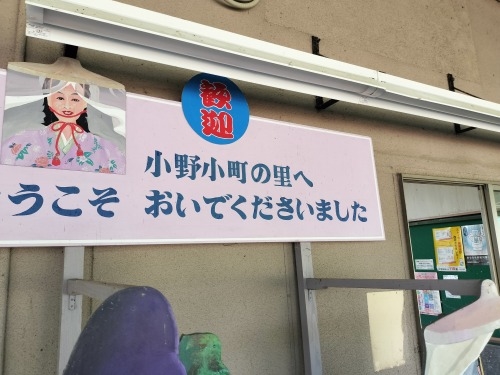 歓迎
小野小町の里へ
ようこそ おいでくださいました